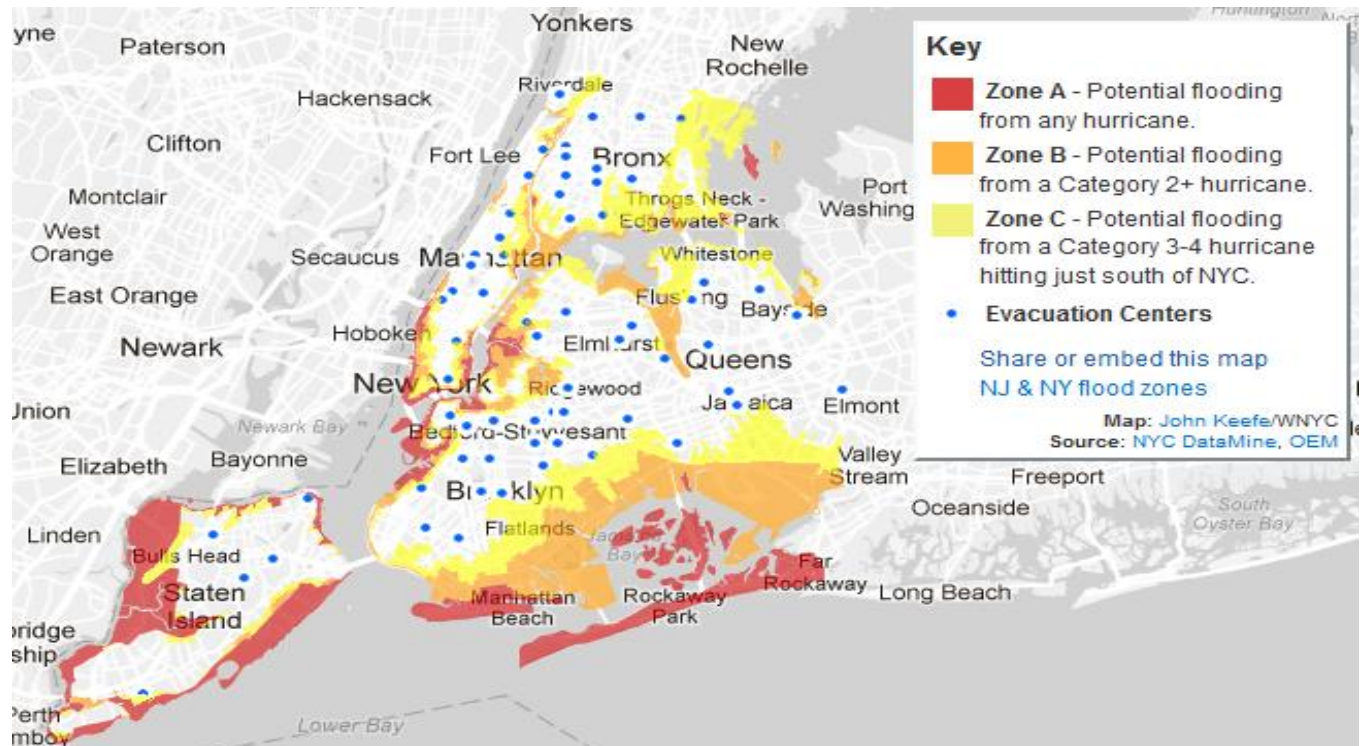 Yonkers
yne
Paterson
New
Rochelle
Riverdale
Hackensack
Clifton
Fort Lee
Bronx
Montclair
Port
Washing
Throgs Neck -
Edgewater Park
West
Orange
Secaucus
Manhattan
Whitestone
East Orange
Flushing
Bayside
Hoboken
Newark
Elmhurst
Queens
New York
Ridgewood
Jamaica
Elmont
Union
Newark Bay
Bedford-Stuyvesant
Elizabeth
Bayonne
Valley
Stream
Freeport
Brooklyn
Oceanside
South
Oyster Bay
Linden
Flatlands
Bulls Head
Far
Rockaway
Long Beach
Staten
Island
Manhattan
Beach
Rockaway
Park
bridge
ship
Perth
mboy
Lower Bay
Key
Zone A - Potential flooding
from any hurricane.
Zone B - Potential flooding
from a Category 2+ hurricane.
Zone C - Potential flooding
from a Category 3-4 hurricane
hitting just south of NYC.
Evacuation Centers
Share or embed this map
NJ & NY flood zones
Map: John Keefe/WNYC
Source: NYC DataMine, OEM